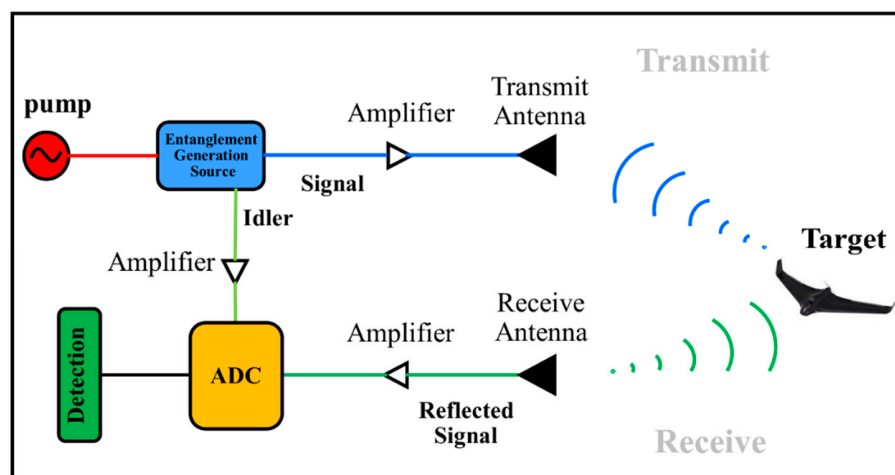 Transmit
pump
Amplifier
Transmit
Antenna
Entanglement
Generation
Source
Signal
Idler
Target
Amplifier
Receive
Antenna
Amplifier
Detection
ADC
Reflected
Signal
Receive